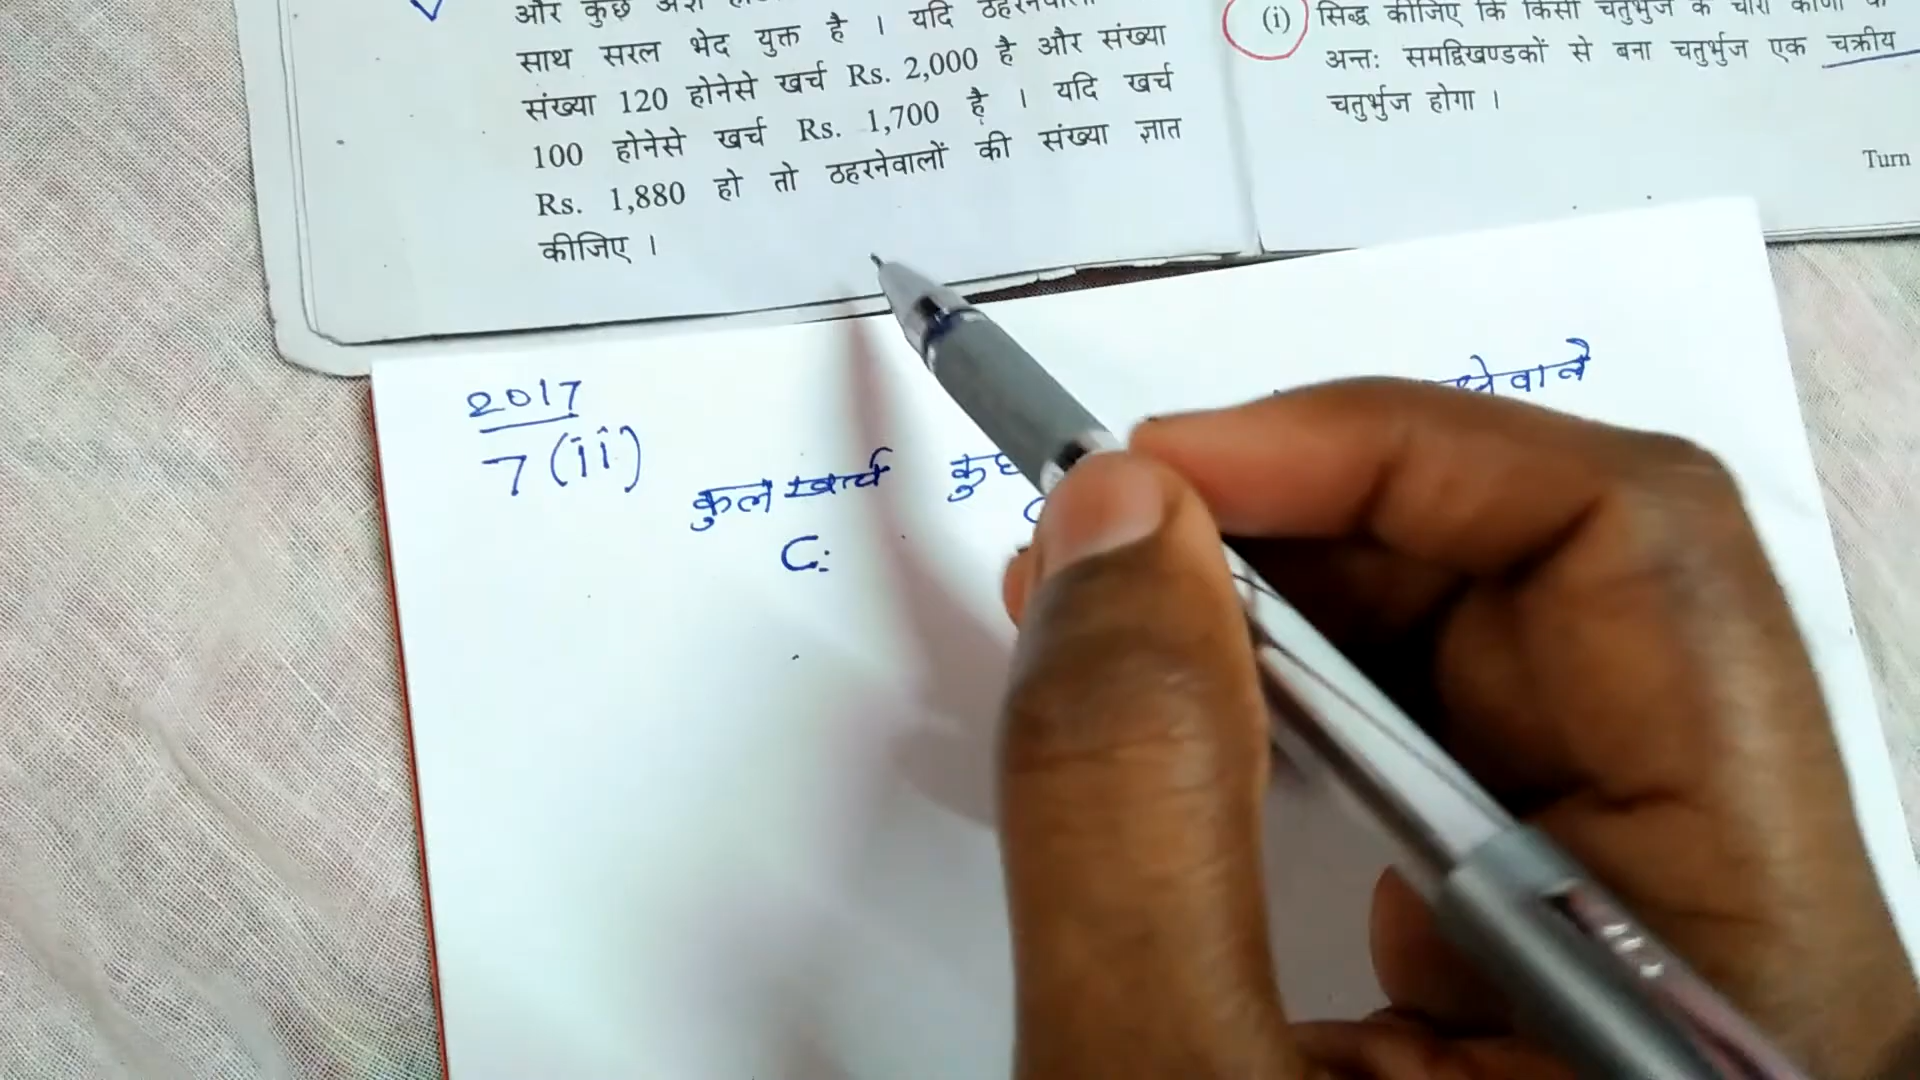 और कुछ
साथ सरल भेद युक्त है । यदि
संख्या 120 होनेसे खर्च Rs. 2,000 है और संख्या
100 होनेसे खर्च Rs. 1,700 है । यदि खर्च
Rs. 1,880 हो तो ठहरनेवालों की संख्या ज्ञात
कीजिए ।
(i) सिद्ध कीजिए कि किसी चतुर्भुज के चारों कोणों
अन्तः समद्विखण्डकों से बना चतुर्भुज एक चक्रीय
चतुर्भुज होगा ।
Turn
2017
7 (ii)
कुल खर्च
C: